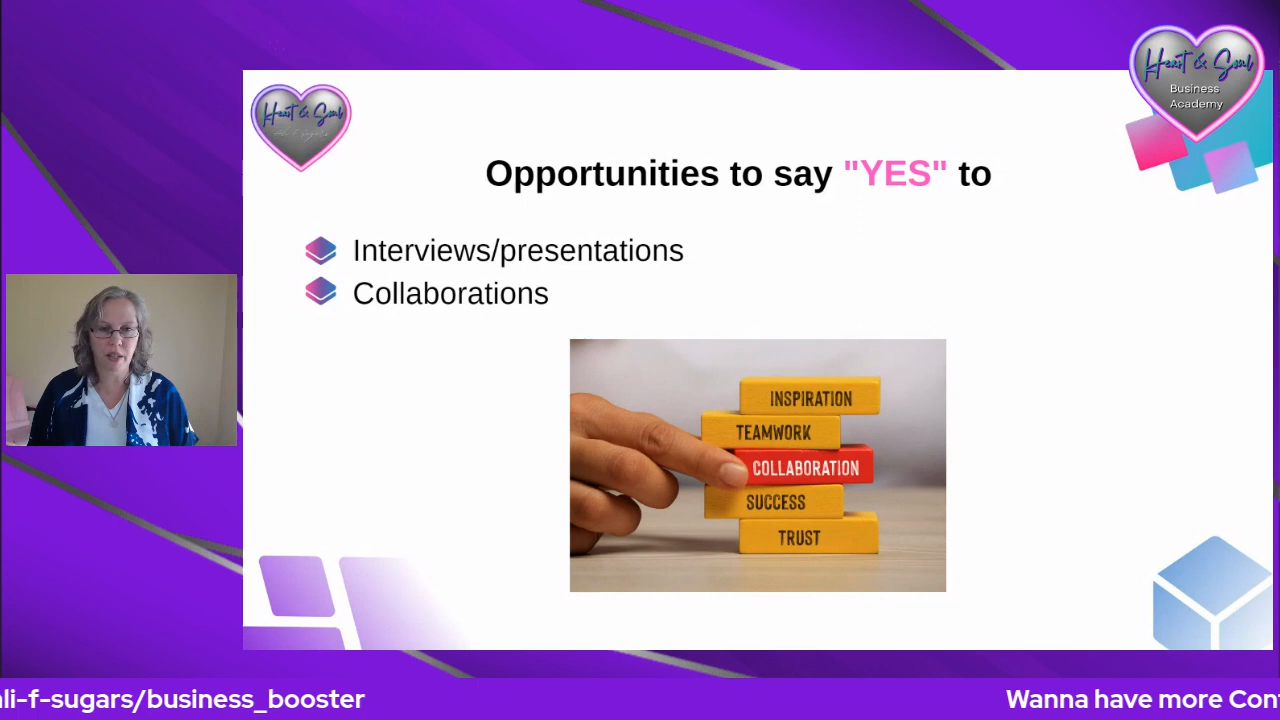 Heart & Soul
Business
Academy
Heart & Soul
Opportunities to say "YES" to
Interviews/presentations
Collaborations
INSPIRATION
TEAMWORK
COLLABORATION
SUCCESS
TRUST
li-f-sugars/business_booster
Wanna have more Con